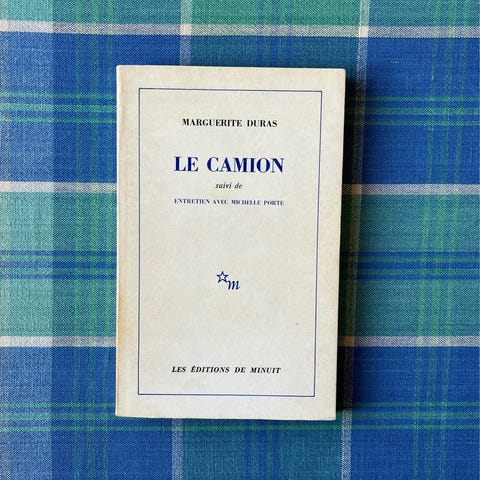 MARGUERITE DURAS
LE CAMION
suivi de
ENTRETIEN AVEC MICHELLE PORTE
m
LES ÉDITIONS DE MINUIT